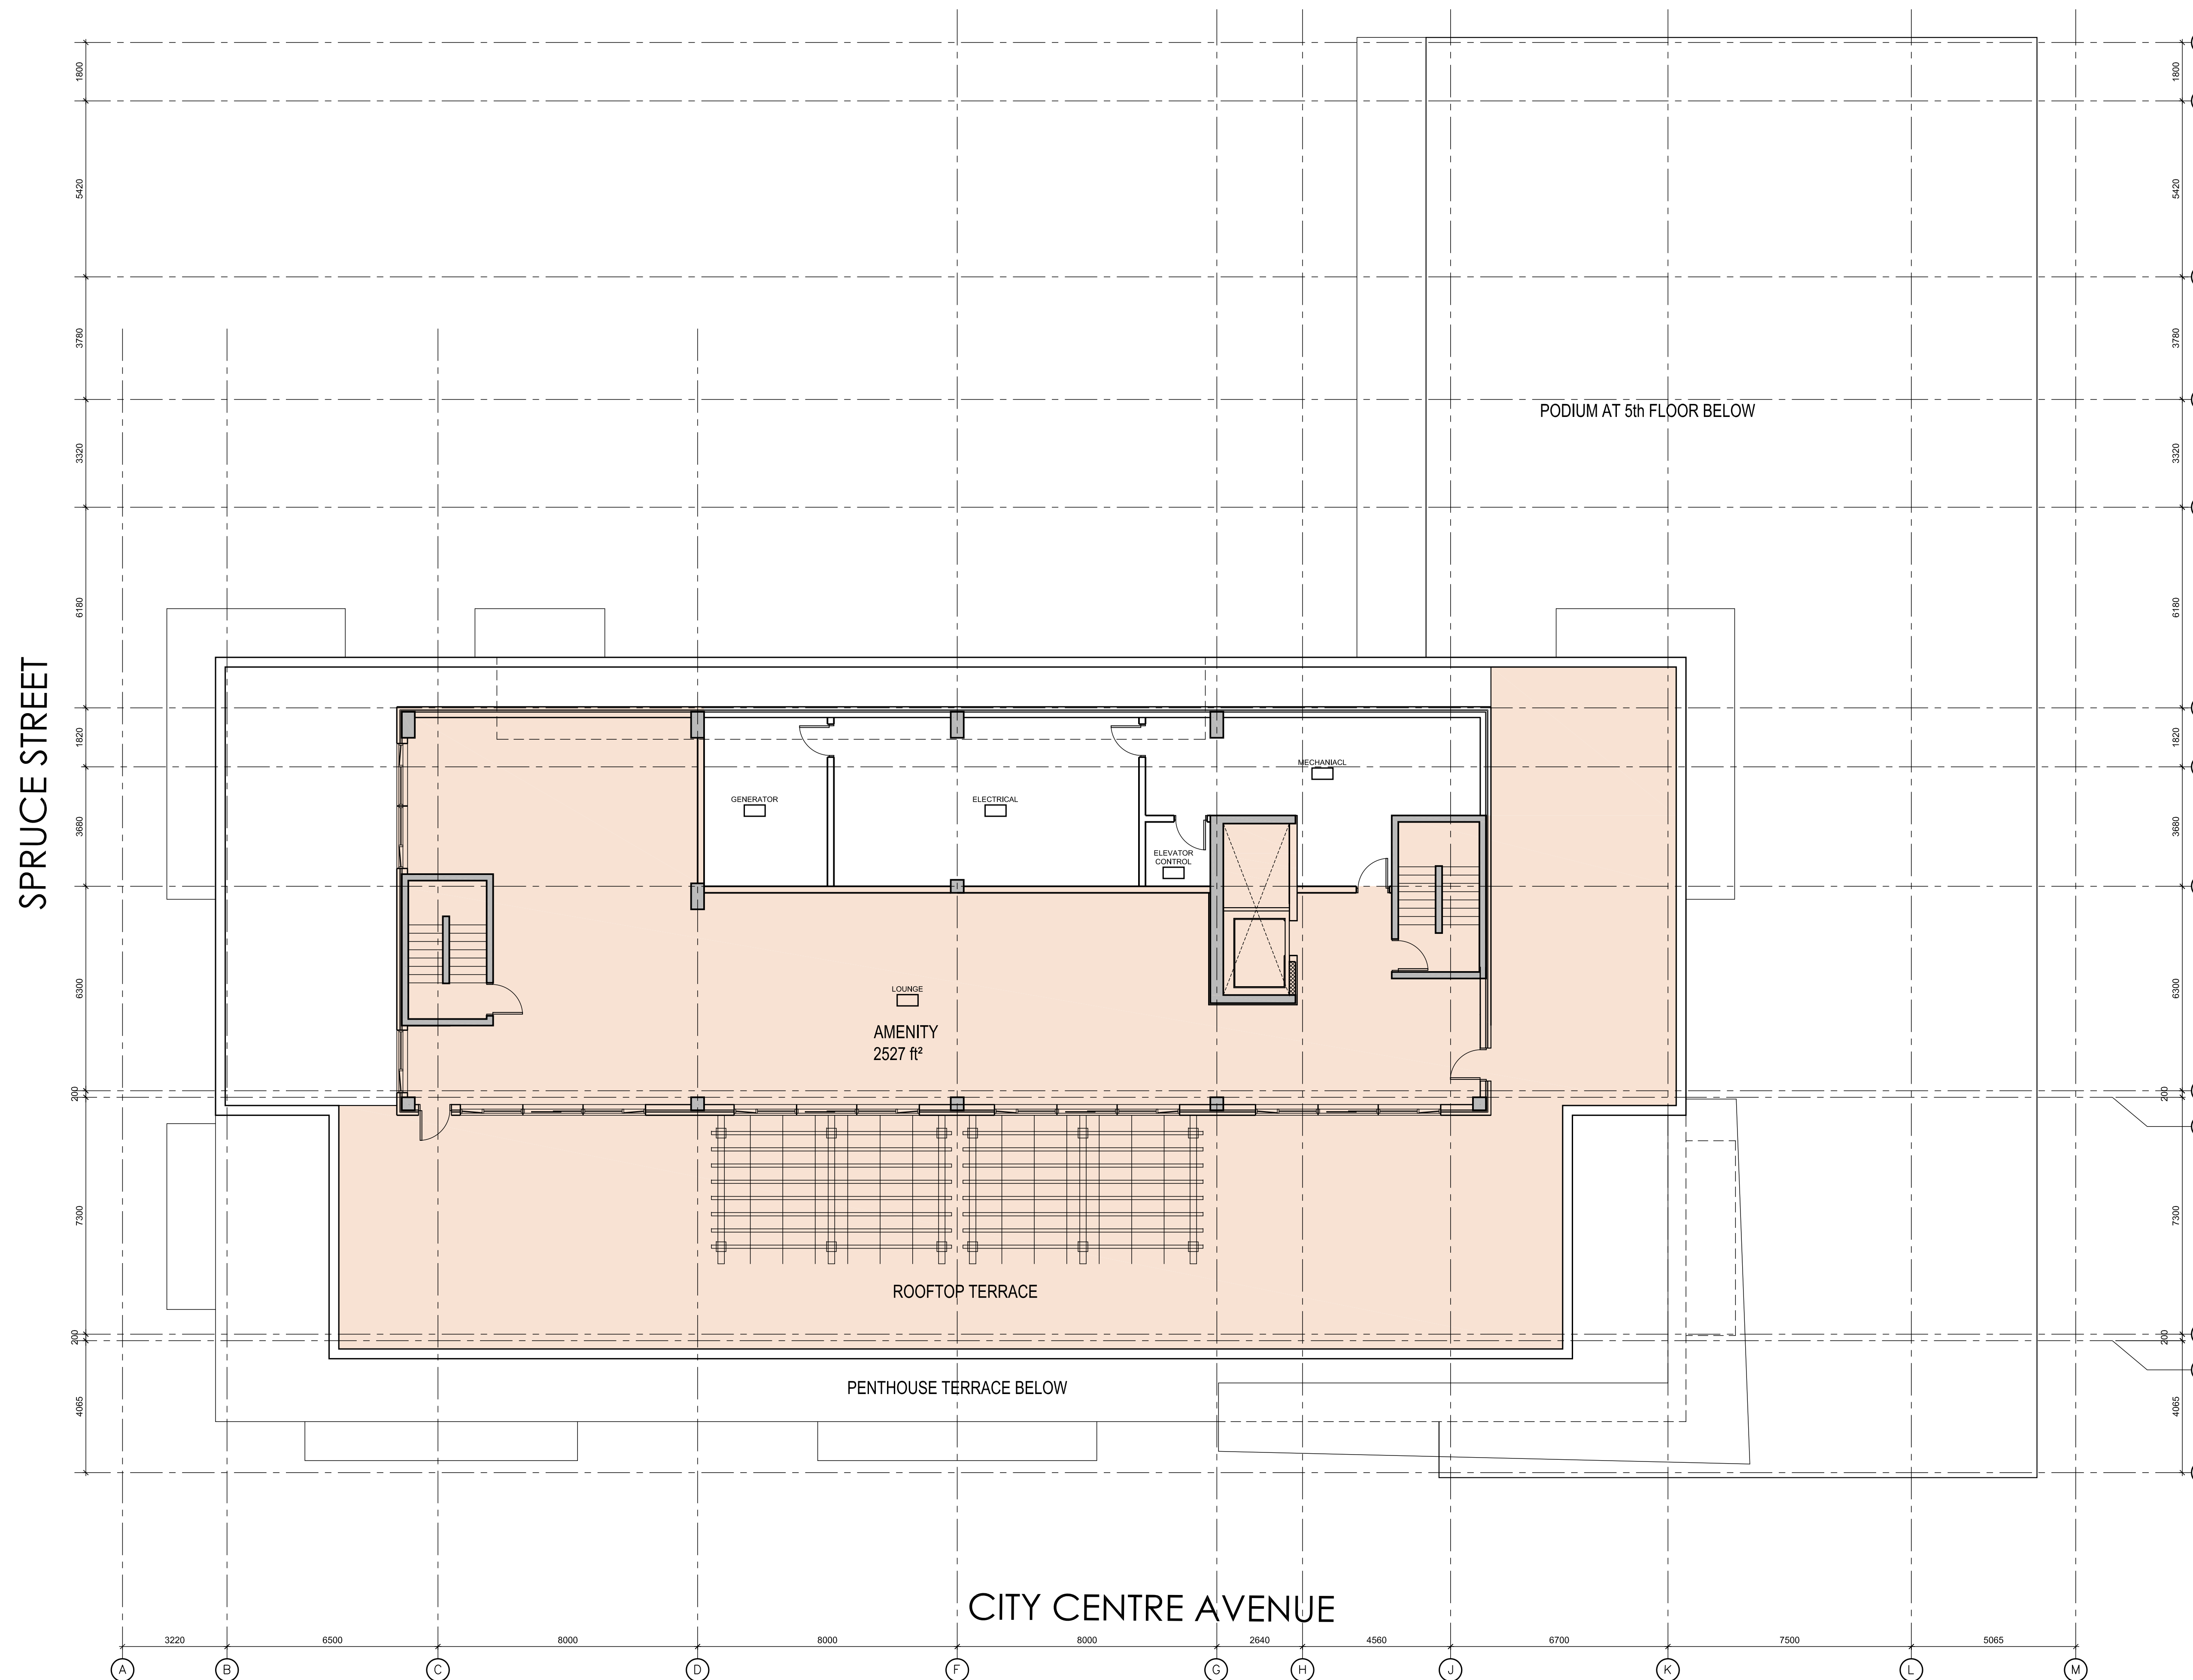 1800
1800
5420
5420
3780
3780
PODIUM AT 5th FLOOR BELOW
3320
3320
6180
6180
SPRUCE STREET
1820
1820
MECHANIACL
GENERATOR
ELECTRICAL
3680
3680
ELEVATOR
CONTROL
6300
6300
LOUNGE
AMENITY
2527 ft²
200
200
7300
7300
ROOFTOP TERRACE
200
200
PENTHOUSE TERRACE BELOW
4065
4065
CITY CENTRE AVENUE
3220 6500 8000 8000 8000 2640 4560 6700 7500 5065
A B C D F G H J K L M